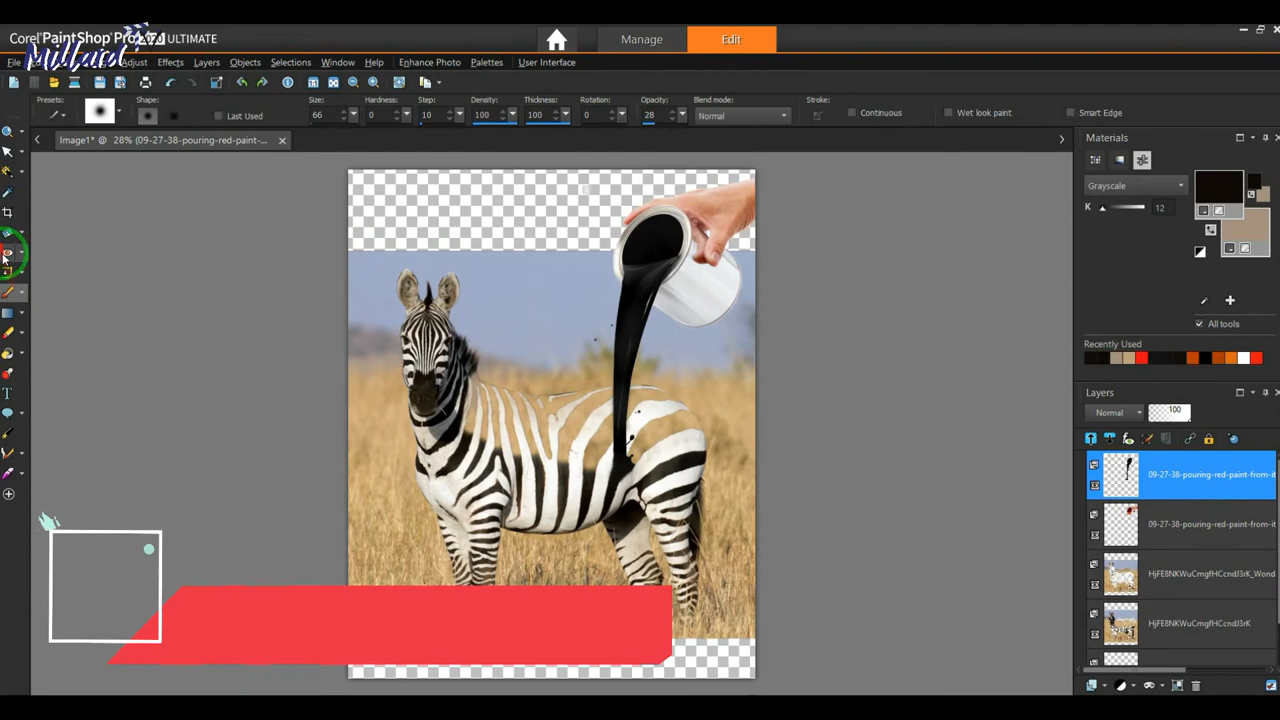 Corel PaintShop Pro 2021 ULTIMATE
Millard
Manage
Edit
File
Adjust
Effects
Layers
Objects
Selections
Window
Help
Enhance Photo
Palettes
User Interface
Presets:
Shape:
Last Used
Size:
66
Hardness:
0
Step:
10
Density:
100
Thickness:
100
Rotation:
0
Opacity:
28
Blend mode:
Normal
Stroke:
Continuous
Wet look paint
Smart Edge
Image1* @ 28% (09-27-38-pouring-red-paint-...
Materials
Grayscale
K
12
All tools
Recently Used
Layers
Normal
100
09-27-38-pouring-red-paint-from-it
09-27-38-pouring-red-paint-from-it
HjFE8NKWuCmgfHCcndJ3rK_Wond
HjFE8NKWuCmgfHCcndJ3rK